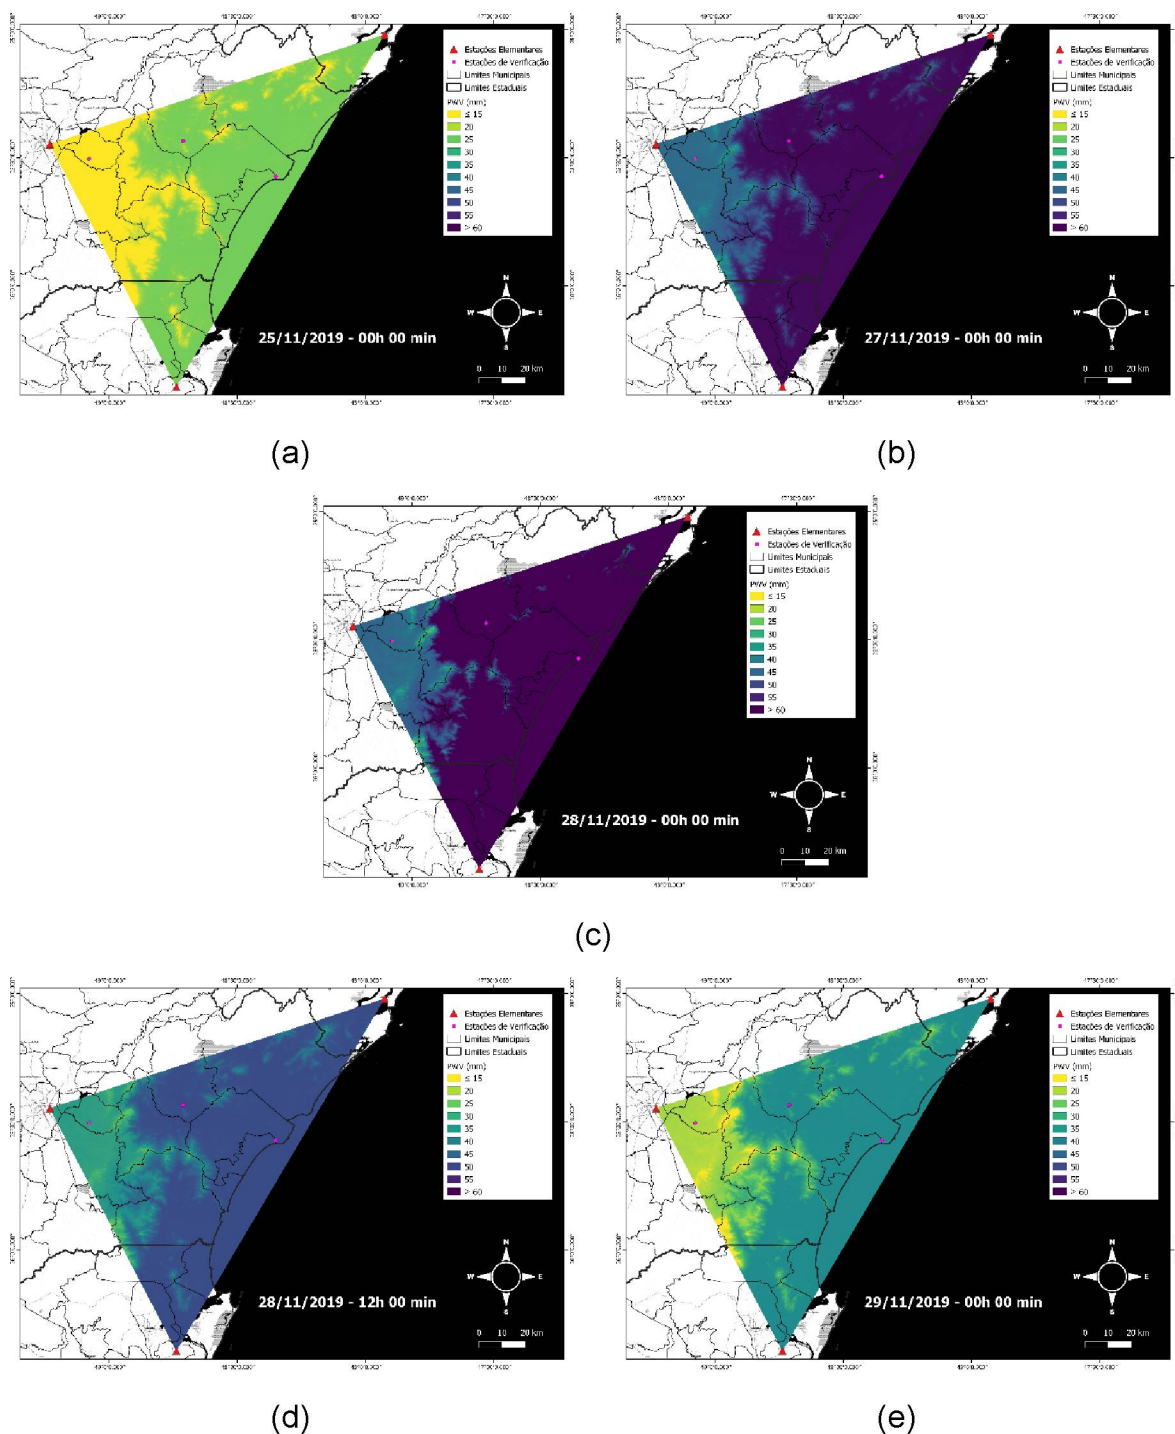 Estações Elementares
Estações de Verificação
Limites Municipais
Limites Estaduais
PWV (mm)
≤ 15
20
25
30
35
40
45
50
55
> 60
N
W
E
S
25/11/2019 - 00h 00 min
0 10 20 km
(a)
Estações Elementares
Estações de Verificação
Limites Municipais
Limites Estaduais
PWV (mm)
≤ 15
20
25
30
35
40
45
50
55
> 60
N
W
E
S
27/11/2019 - 00h 00 min
0 10 20 km
(b)
Estações Elementares
Estações de Verificação
Limites Municipais
Limites Estaduais
PWV (mm)
≤ 15
20
25
30
35
40
45
50
55
> 60
N
W
E
S
28/11/2019 - 00h 00 min
0 10 20 km
(c)
Estações Elementares
Estações de Verificação
Limites Municipais
Limites Estaduais
PWV (mm)
≤ 15
20
25
30
35
40
45
50
55
> 60
N
W
E
S
28/11/2019 - 12h 00 min
0 10 20 km
(d)
Estações Elementares
Estações de Verificação
Limites Municipais
Limites Estaduais
PWV (mm)
≤ 15
20
25
30
35
40
45
50
55
> 60
N
W
E
S
29/11/2019 - 00h 00 min
0 10 20 km
(e)